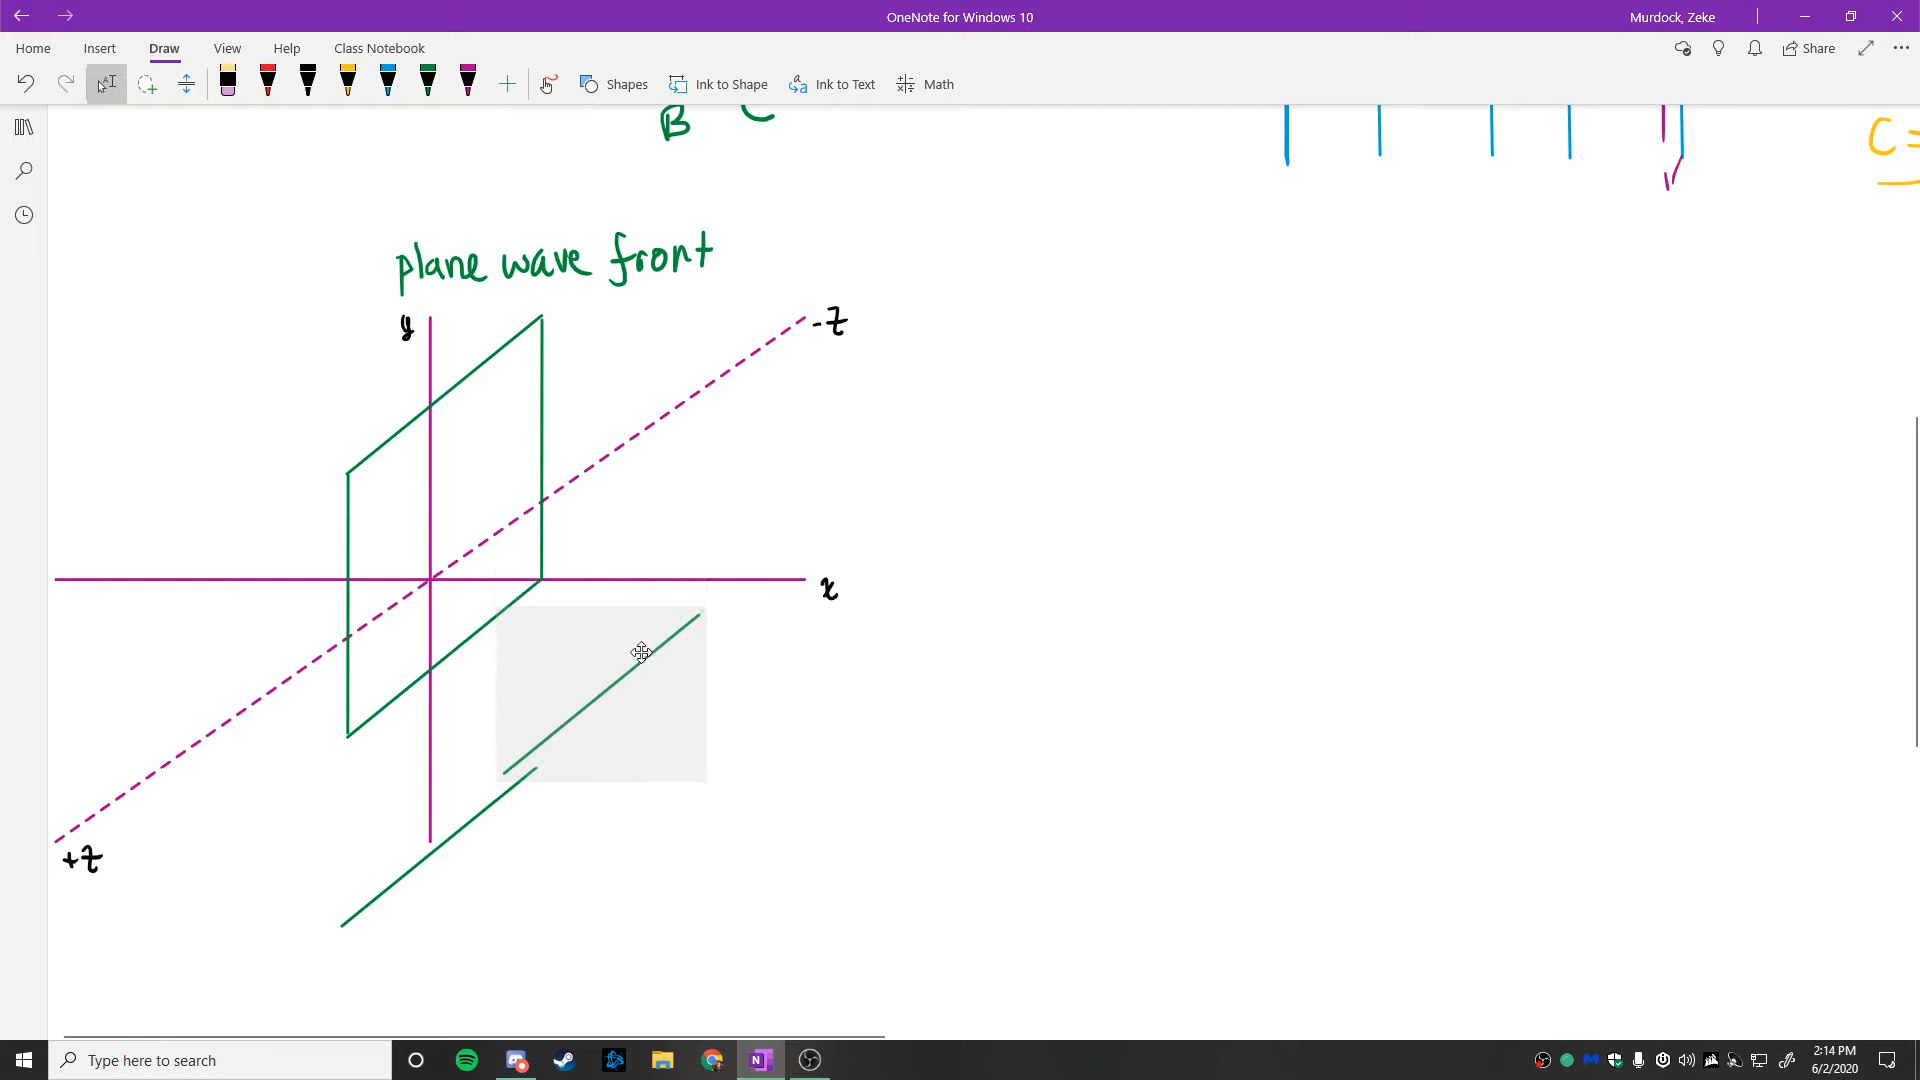 OneNote for Windows 10
Murdock, Zeke
Home Insert Draw View Help Class Notebook
Share
Shapes Ink to Shape Ink to Text Math
B C
C =
plane wave front
y
-z
x
+z
Type here to search
2:14 PM
6/2/2020